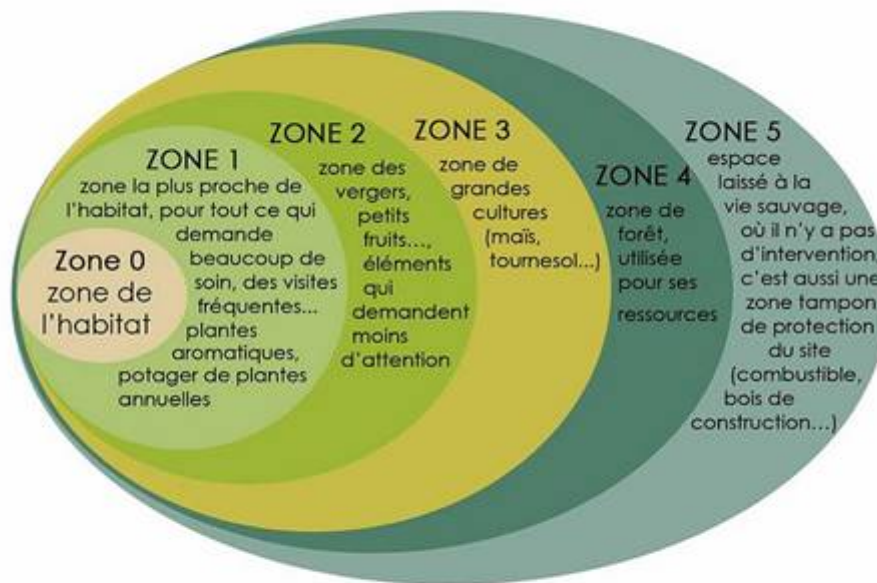 Zone 0
zone de
l'habitat
ZONE 1
zone la plus proche de
l'habitat, pour tout ce qui
demande
beaucoup de
soin, des visites
fréquentes...
plantes
aromatiques,
potager de plantes
annuelles
ZONE 2
zone des
vergers,
petits
fruits...,
éléments
qui
demandent
moins
d'attention
ZONE 3
zone de
grandes
cultures
(maïs,
tournesol...)
ZONE 4
zone de
forêt,
utilisée
pour ses
ressources
ZONE 5
espace
laissé à la
vie sauvage,
où il n'y a pas
d'intervention,
c'est aussi une
zone tampon
de protection
du site
(combustible,
bois de
construction...)